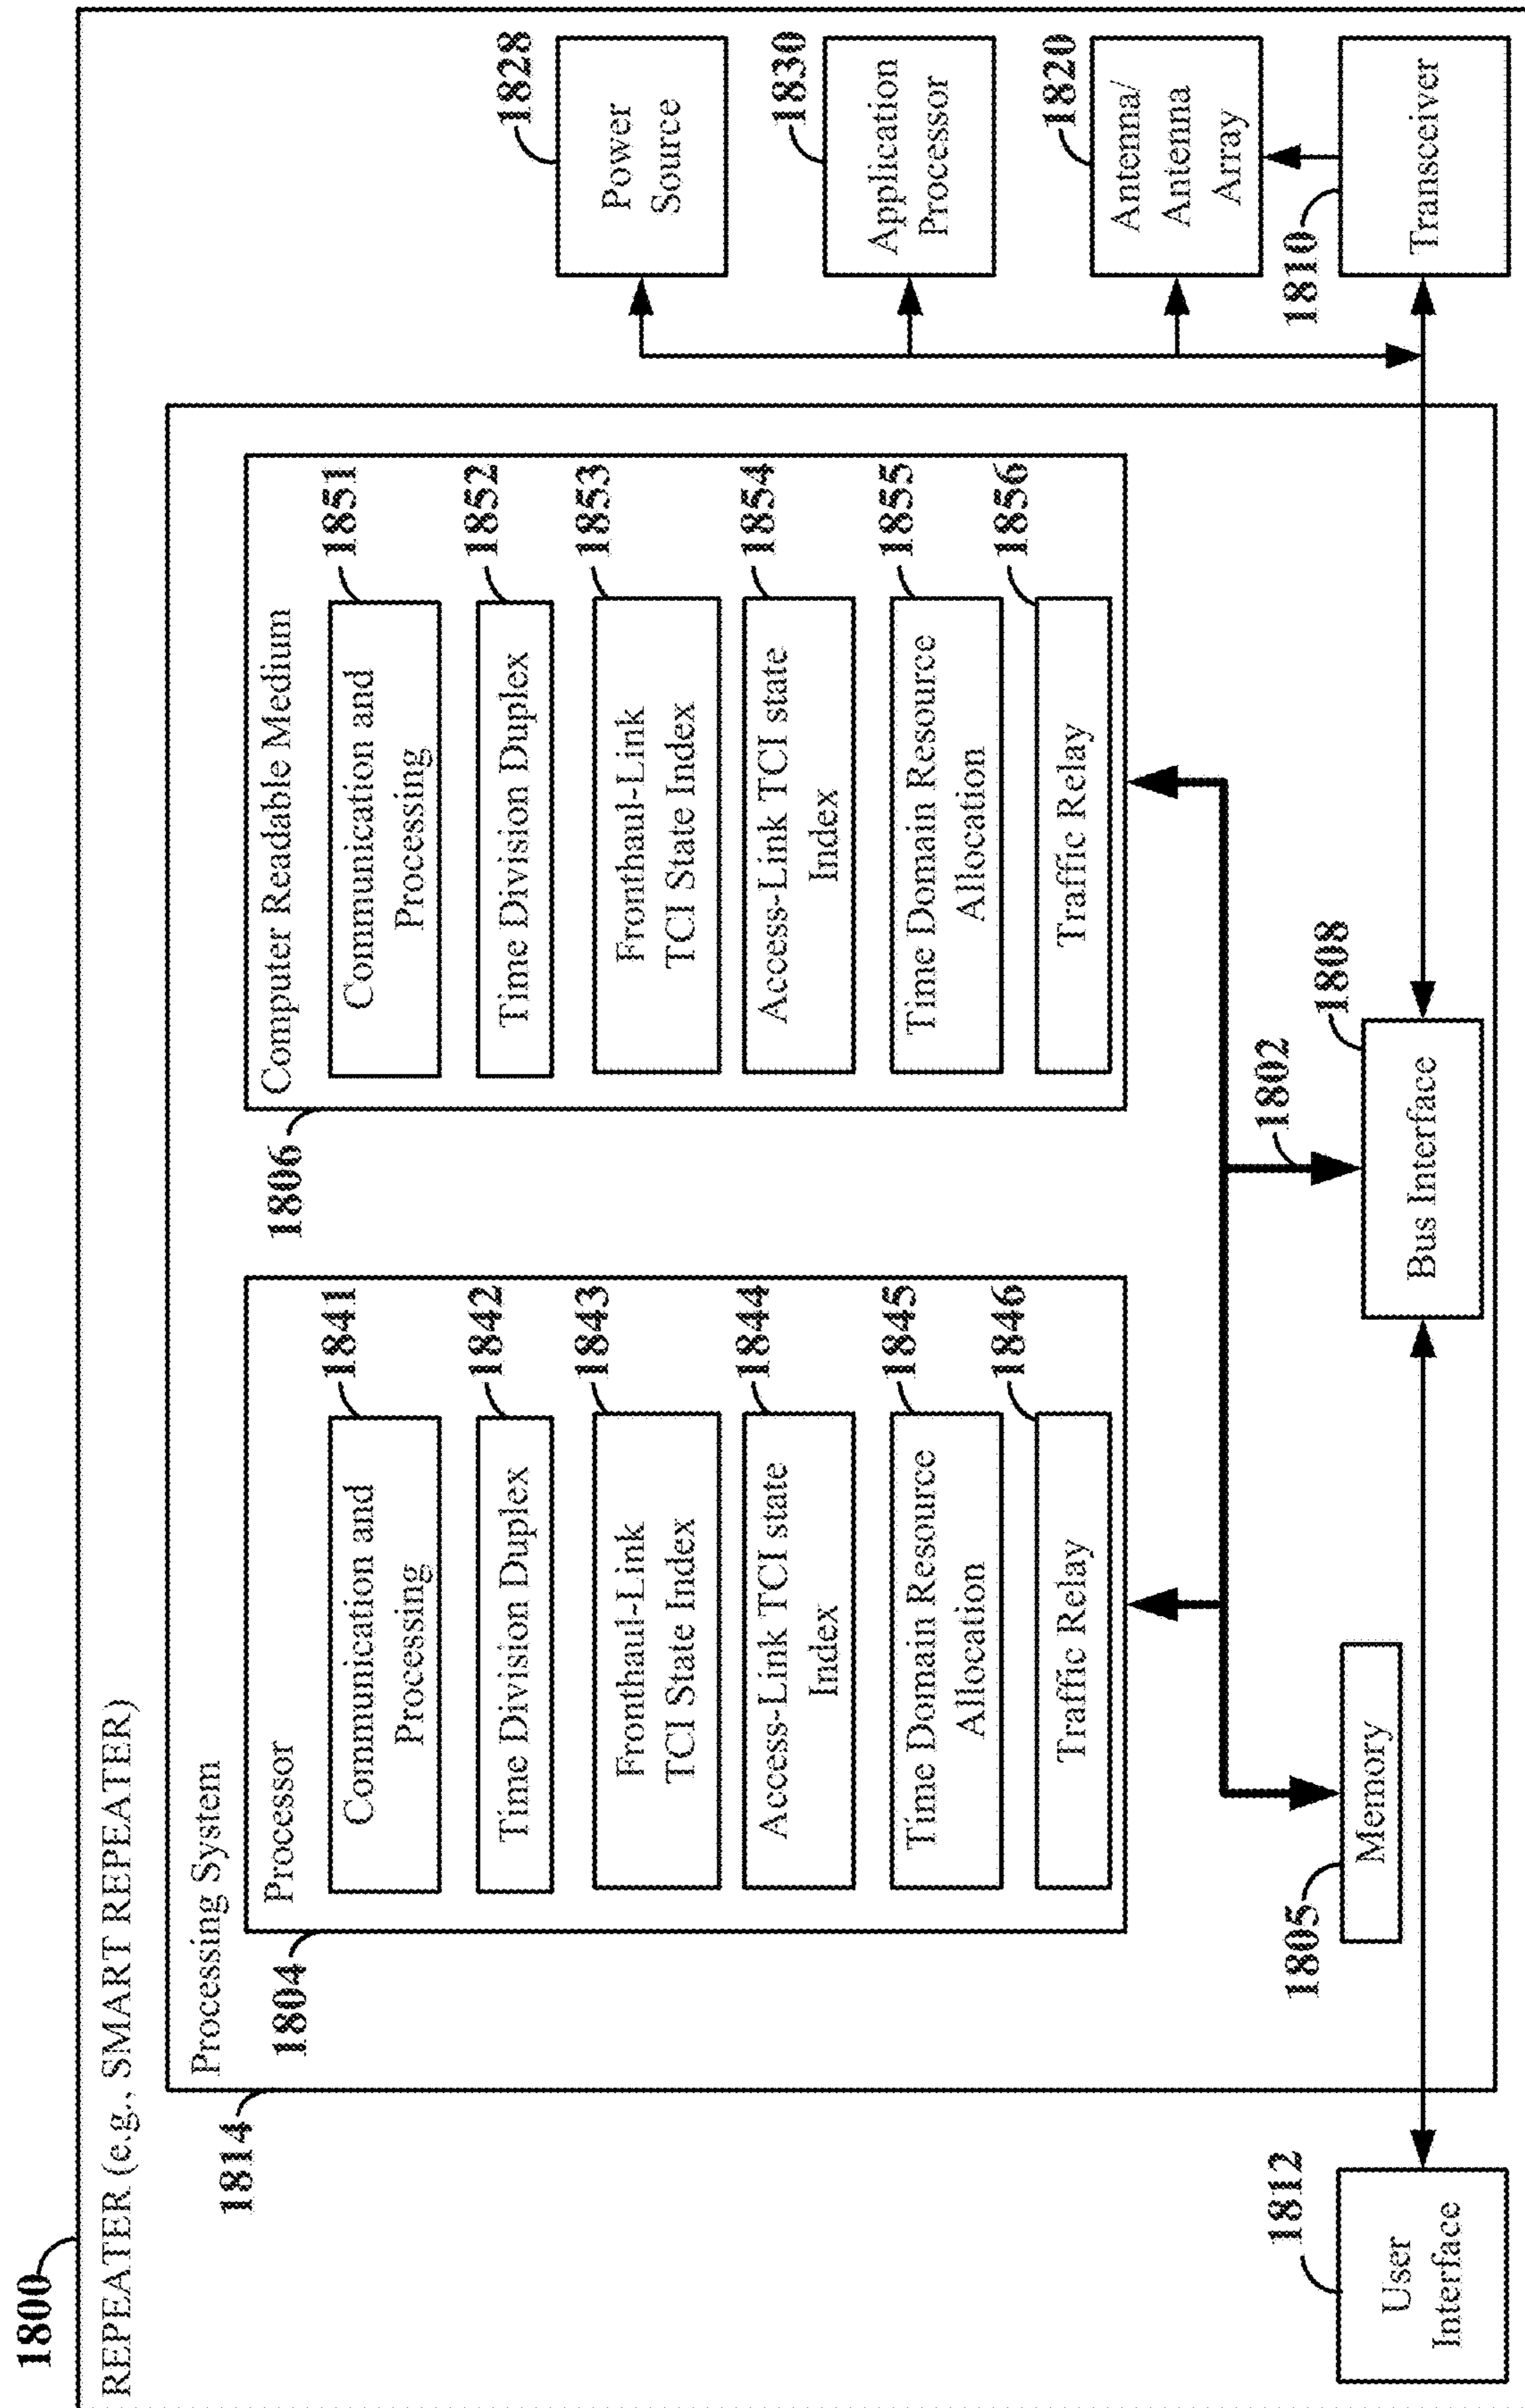 1800
REPEATER (e.g., SMART REPEATER)
1814
Processing System
1804
Processor
Communication and
Processing
1841
Time Division Duplex
1842
Fronthaul-Link
TCI State Index
1843
Access-Link TCI state
Index
1844
Time Domain Resource
Allocation
1845
Traffic Relay
1846
1806
Computer Readable Medium
Communication and
Processing
1851
Time Division Duplex
1852
Fronthaul-Link
TCI State Index
1853
Access-Link TCI state
Index
1854
Time Domain Resource
Allocation
1855
Traffic Relay
1856
1828
Power
Source
1830
Application
Processor
1820
Antenna/
Antenna
Array
1810
Transceiver
1802
1805
Memory
1808
Bus Interface
1812
User
Interface